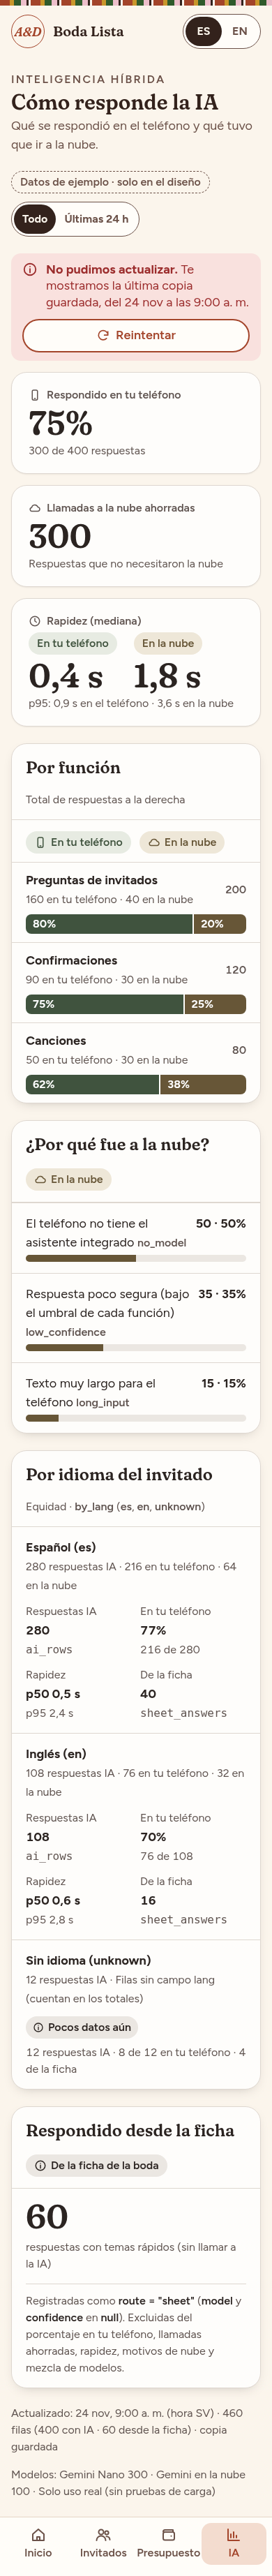 A&D Boda Lista ES EN
INTELIGENCIA HÍBRIDA
Cómo responde la IA
Qué se respondió en el teléfono y qué tuvo
que ir a la nube.
Datos de ejemplo · solo en el diseño
Todo Últimas 24 h
No pudimos actualizar. Te
mostramos la última copia
guardada, del 24 nov a las 9:00 a. m.
Reintentar
Respondido en tu teléfono
75%
300 de 400 respuestas
Llamadas a la nube ahorradas
300
Respuestas que no necesitaron la nube
Rapidez (mediana)
En tu teléfono En la nube
0,4 s 1,8 s
p95: 0,9 s en el teléfono · 3,6 s en la nube
Por función
Total de respuestas a la derecha
En tu teléfono En la nube
Preguntas de invitados
160 en tu teléfono · 40 en la nube
200
80% 20%
Confirmaciones
90 en tu teléfono · 30 en la nube
120
75% 25%
Canciones
50 en tu teléfono · 30 en la nube
80
62% 38%
¿Por qué fue a la nube?
En la nube
El teléfono no tiene el 50 · 50%
asistente integrado no_model
Respuesta poco segura (bajo 35 · 35%
el umbral de cada función)
low_confidence
Texto muy largo para el 15 · 15%
teléfono long_input
Por idioma del invitado
Equidad · by_lang (es, en, unknown)
Español (es)
280 respuestas IA · 216 en tu teléfono · 64
en la nube
Respuestas IA En tu teléfono
280 77%
ai_rows 216 de 280
Rapidez De la ficha
p50 0,5 s 40
p95 2,4 s sheet_answers
Inglés (en)
108 respuestas IA · 76 en tu teléfono · 32 en
la nube
Respuestas IA En tu teléfono
108 70%
ai_rows 76 de 108
Rapidez De la ficha
p50 0,6 s 16
p95 2,8 s sheet_answers
Sin idioma (unknown)
12 respuestas IA · Filas sin campo lang
(cuentan en los totales)
Pocos datos aún
12 respuestas IA · 8 de 12 en tu teléfono · 4
de la ficha
Respondido desde la ficha
De la ficha de la boda
60
respuestas con temas rápidos (sin llamar a
la IA)
Registradas como route = "sheet" (model y
confidence en null). Excluidas del
porcentaje en tu teléfono, llamadas
ahorradas, rapidez, motivos de nube y
mezcla de modelos.
Actualizado: 24 nov, 9:00 a. m. (hora SV) · 460
filas (400 con IA · 60 desde la ficha) · copia
guardada
Modelos: Gemini Nano 300 · Gemini en la nube
100 · Solo uso real (sin pruebas de carga)
Inicio Invitados Presupuesto IA